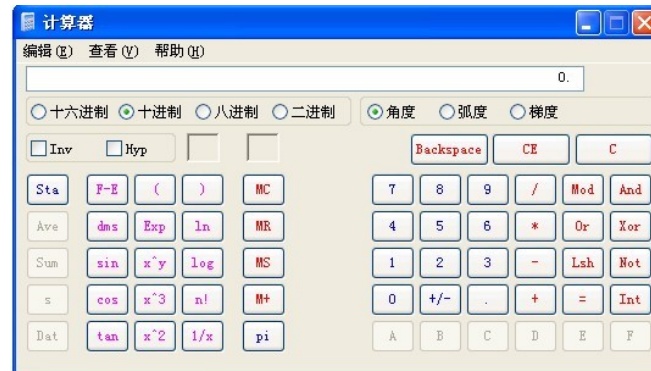 计算器
编辑(E) 查看(V) 帮助(H)
0.
十六进制 十进制 八进制 二进制 角度 弧度 梯度
Inv Hyp Backspace CE C
Sta F-E ( ) MC 7 8 9 / Mod And
Ave dms Exp ln MR 4 5 6 * Or Xor
Sum sin x^y log MS 1 2 3 - Lsh Not
s cos x^3 n! M+ 0 +/- . + = Int
Dat tan x^2 1/x pi A B C D E F